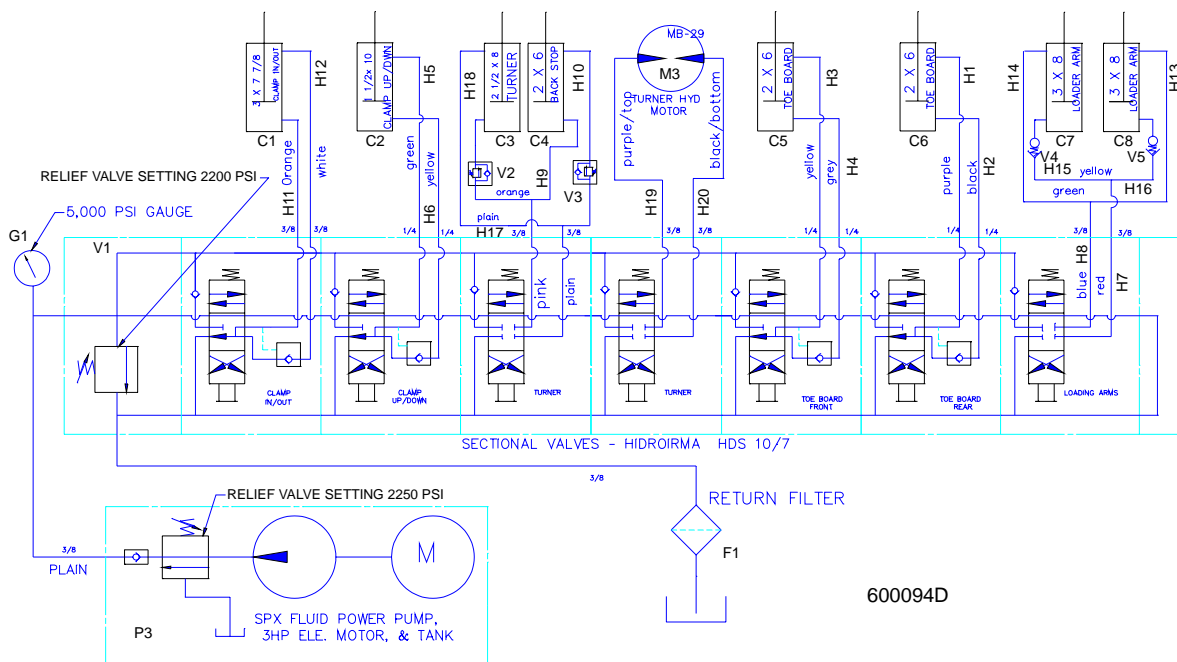 MB-29
3 X 7 7/8
CLAMP IN/OUT
H12
1 1/2x 10
CLAMP UP/DWN
H5
H18
2 1/2 x 8
TURNER
2 X 6
BACK STOP
H10
M3
TURNER HYD
MOTOR
2 X 6
TOE BOARD
H3
2 X 6
TOE BOARD
H1
H14
3 X 8
LOADER ARM
3 X 8
LOADER ARM
H13
C1
C2
C3
C4
C5
C6
C7
C8
purple/top
black/bottom
Orange
white
green
yellow
V2
orange
H9
V3
yellow
grey
H4
purple
black
H2
V4
V5
H15
yellow
green
H16
RELIEF VALVE SETTING 2200 PSI
H11
H6
H19
H20
5,000 PSI GAUGE
plain
H17
G1
V1
3/8
3/8
1/4
1/4
3/8
3/8
3/8
3/8
1/4
1/4
1/4
1/4
3/8
3/8
pink
plain
blue
H8
red
H7
CLAMP
IN/OUT
CLAMP
UP/DOWN
TURNER
TURNER
TOE BOARD
FRONT
TOE BOARD
REAR
LOADING ARMS
SECTIONAL VALVES - HIDROIRMA HDS 10/7
3/8
RELIEF VALVE SETTING 2250 PSI
RETURN FILTER
3/8
PLAIN
M
F1
600094D
SPX FLUID POWER PUMP,
3HP ELE. MOTOR, & TANK
P3